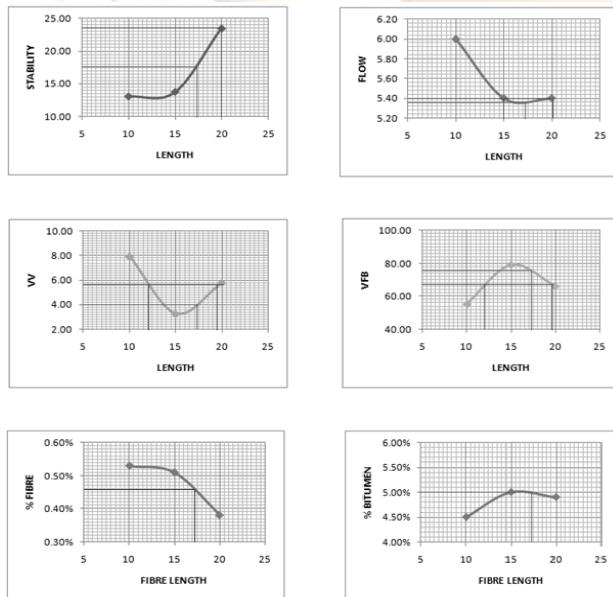 STABILITY
25.00
20.00
15.00
10.00
5 10 15 20 25
LENGTH
FLOW
6.20
6.00
5.80
5.60
5.40
5.20
5 10 15 20 25
LENGTH
VV
10.00
8.00
6.00
4.00
2.00
5 10 15 20 25
LENGTH
VFB
100.00
80.00
60.00
40.00
5 10 15 20 25
LENGTH
% FIBRE
0.60%
0.50%
0.40%
0.30%
5 10 15 20 25
FIBRE LENGTH
% BITUMEN
6.00%
5.50%
5.00%
4.50%
4.00%
5 10 15 20 25
FIBRE LENGTH